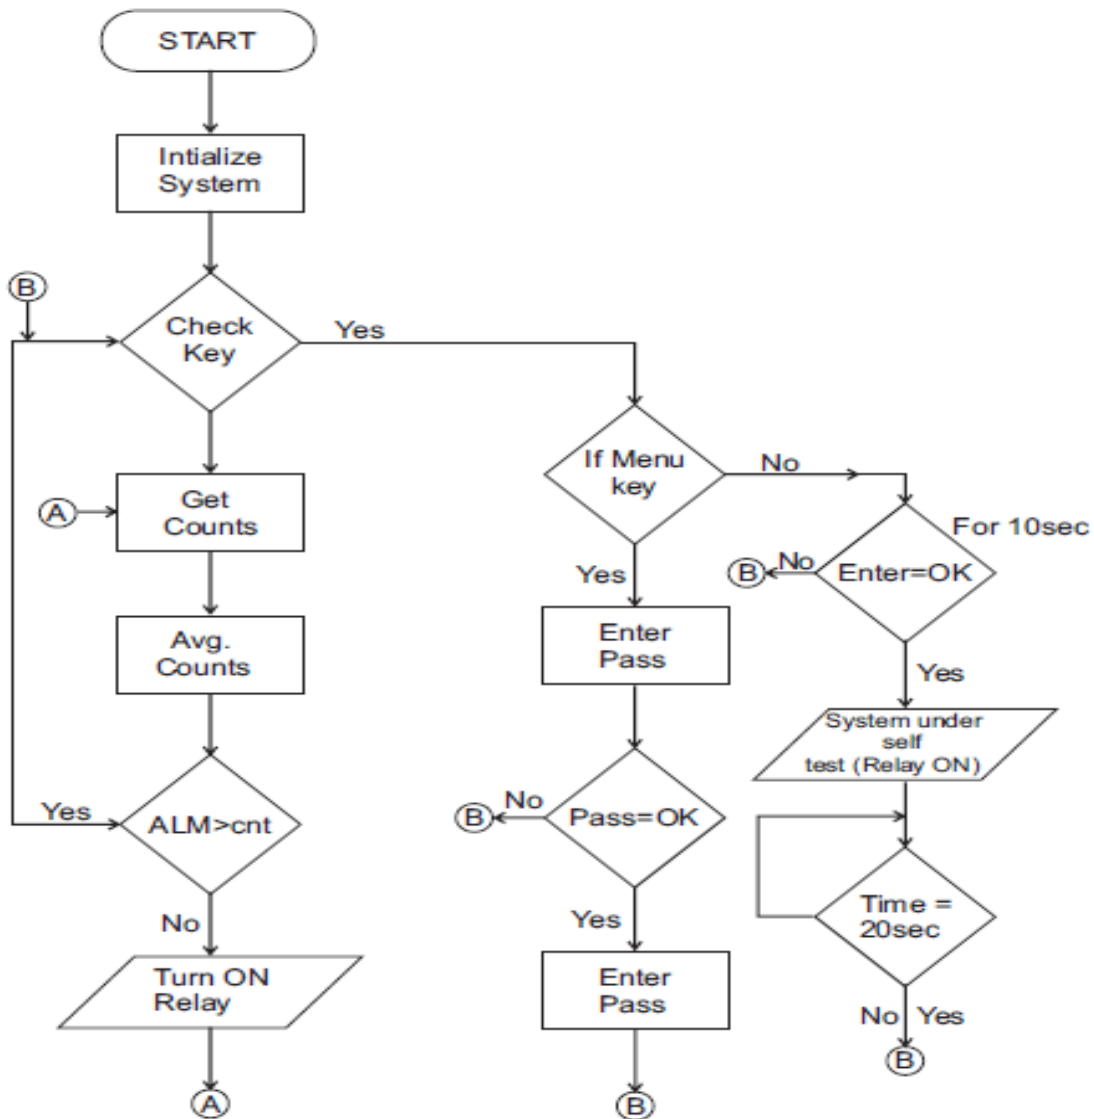 START
Intialize
System
B
Check
Key
Yes
A
Get
Counts
Avg.
Counts
Yes
ALM>cnt
No
Turn ON
Relay
A
If Menu
key
No
Yes
Enter
Pass
B
No
Pass=OK
Yes
Enter
Pass
B
For 10sec
B
No
Enter=OK
Yes
System under
self
test (Relay ON)
Time =
20sec
No Yes
B